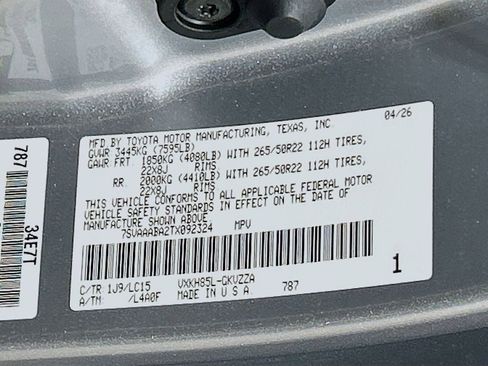 MFD BY TOYOTA MOTOR MANUFACTURING, TEXAS, INC. 04/26
GVWR 3445KG (7595LB)
GAWR FRT 1850KG (4080LB) WITH 265/50R22 112H TIRES,
22X8J RIMS
RR 2000KG (4410LB) WITH 265/50R22 112H TIRES,
22X8J RIMS
THIS VEHICLE CONFORMS TO ALL APPLICABLE FEDERAL MOTOR
VEHICLE SAFETY STANDARDS IN EFFECT ON THE DATE OF
MANUFACTURE SHOWN ABOVE.
7SVAAABA2TX092324 MPV
C/TR 1J9/LC15 VXKH85L-GKVZZA
A/TM /L4A0F MADE IN U.S.A. 787
1
787
34E7T